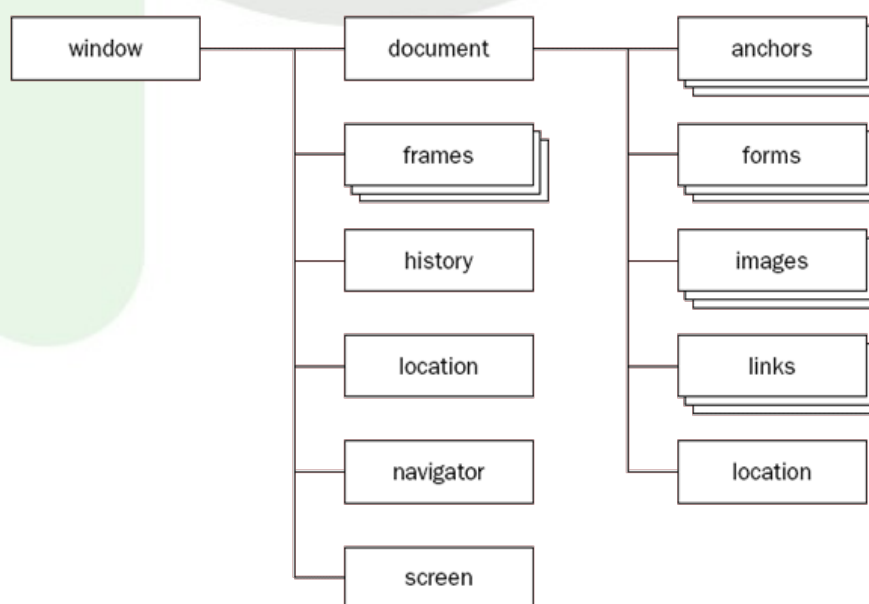 window
document
anchors
frames
forms
history
images
location
links
navigator
location
screen